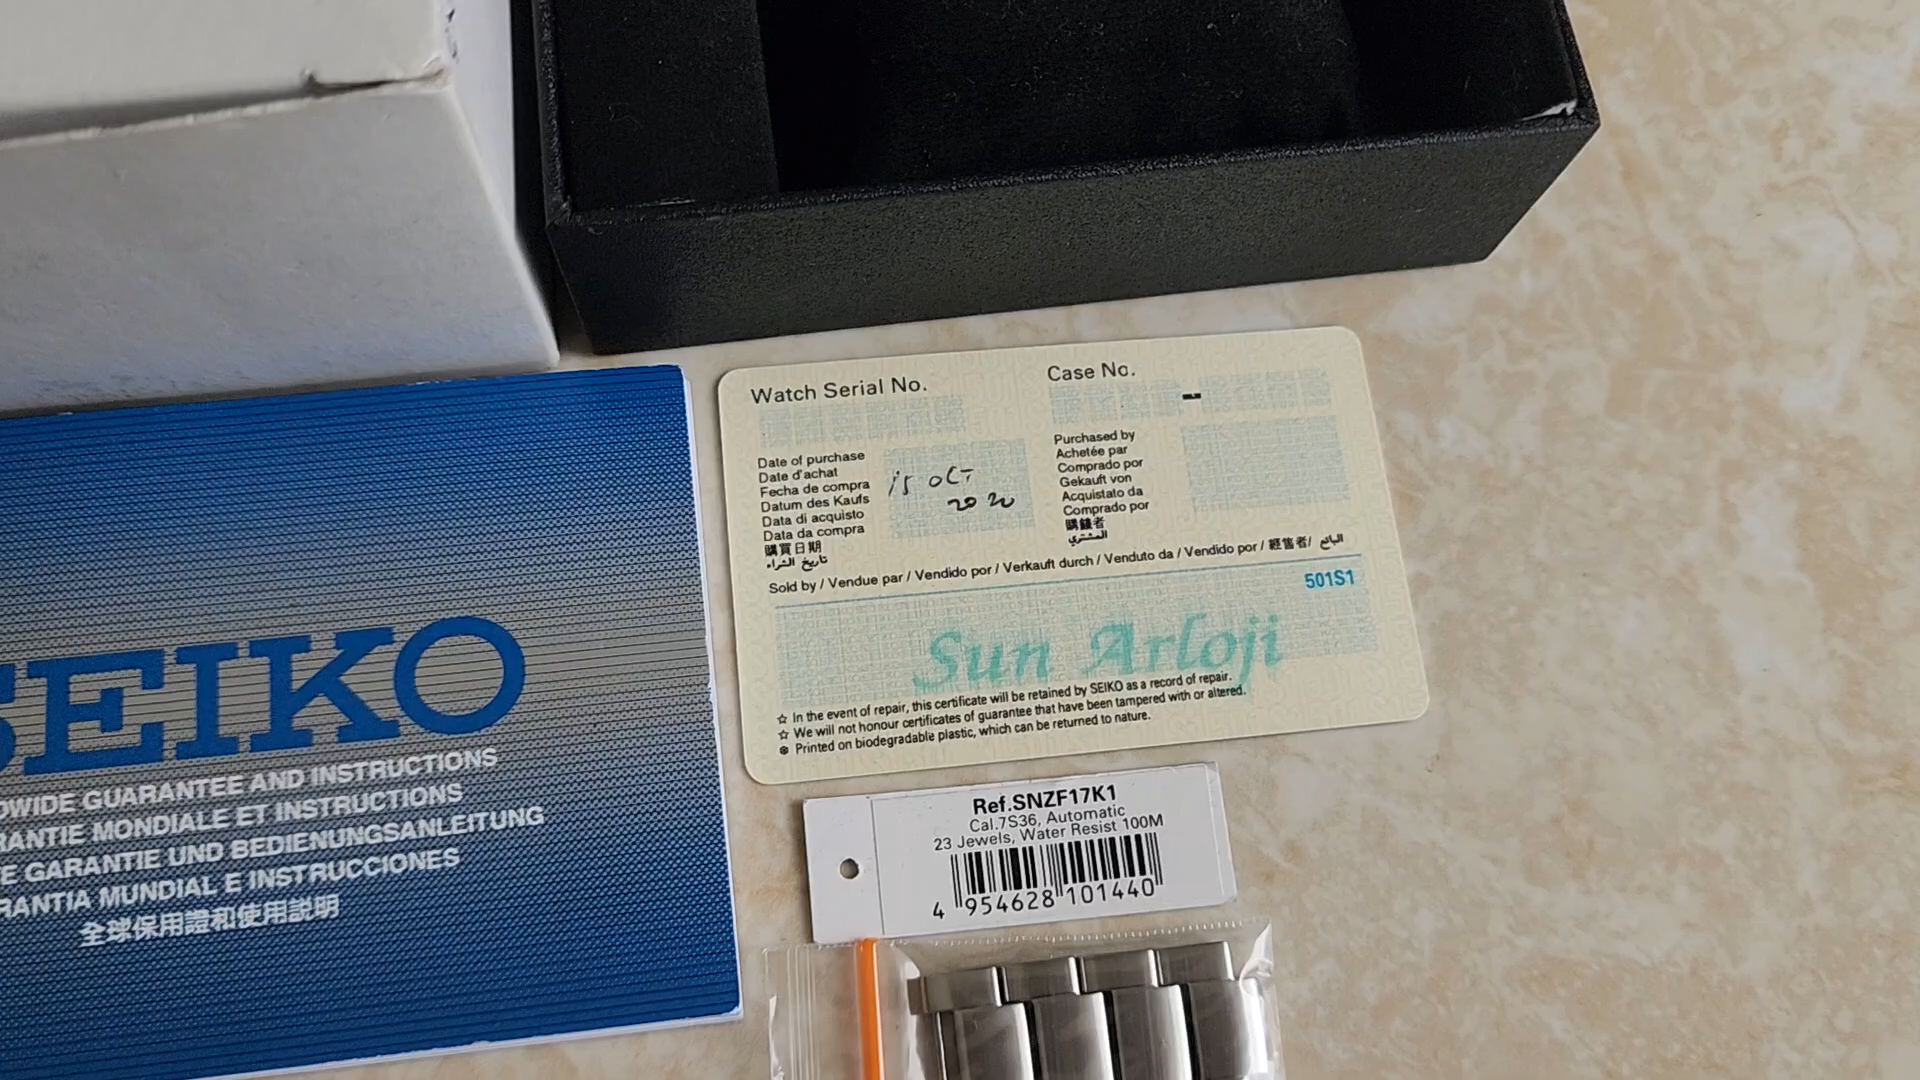 Watch Serial No.
Case No.
Date of purchase
Date d'achat
Fecha de compra
Datum des Kaufs
Data di acquisto
Data da compra
購買日期
تاريخ الشراء
15 OCT
2020
Purchased by
Achetée par
Comprado por
Gekauft von
Acquistato da
Comprado por
المشتري
Sold by / Vendue par / Vendido por / Verkauft durch / Venduto da / Vendido por / 經售者/ البائع
501S1
Sun Arloji
☆ In the event of repair, this certificate will be retained by SEIKO as a record of repair.
☆ We will not honour certificates of guarantee that have been tampered with or altered.
Printed on biodegradable plastic, which can be returned to nature.
SEIKO
DWIDE GUARANTEE AND INSTRUCTIONS
RANTIE MONDIALE ET INSTRUCTIONS
E GARANTIE UND BEDIENUNGSANLEITUNG
RANTIA MUNDIAL E INSTRUCCIONES
全球保用證和使用説明
Ref.SNZF17K1
Cal.7S36, Automatic
23 Jewels, Water Resist 100M
4 954628 101440